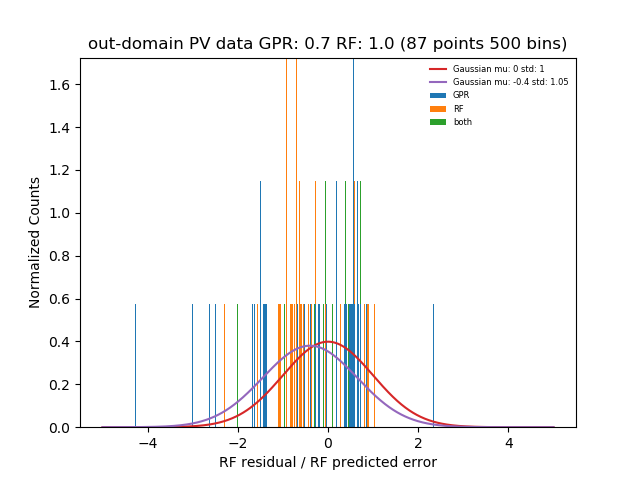 out-domain PV data GPR: 0.7 RF: 1.0 (87 points 500 bins)
Gaussian mu: 0 std: 1
Gaussian mu: -0.4 std: 1.05
GPR
RF
both
Normalized Counts
1.6
1.4
1.2
1.0
0.8
0.6
0.4
0.2
0.0
−4 −2 0 2 4
RF residual / RF predicted error